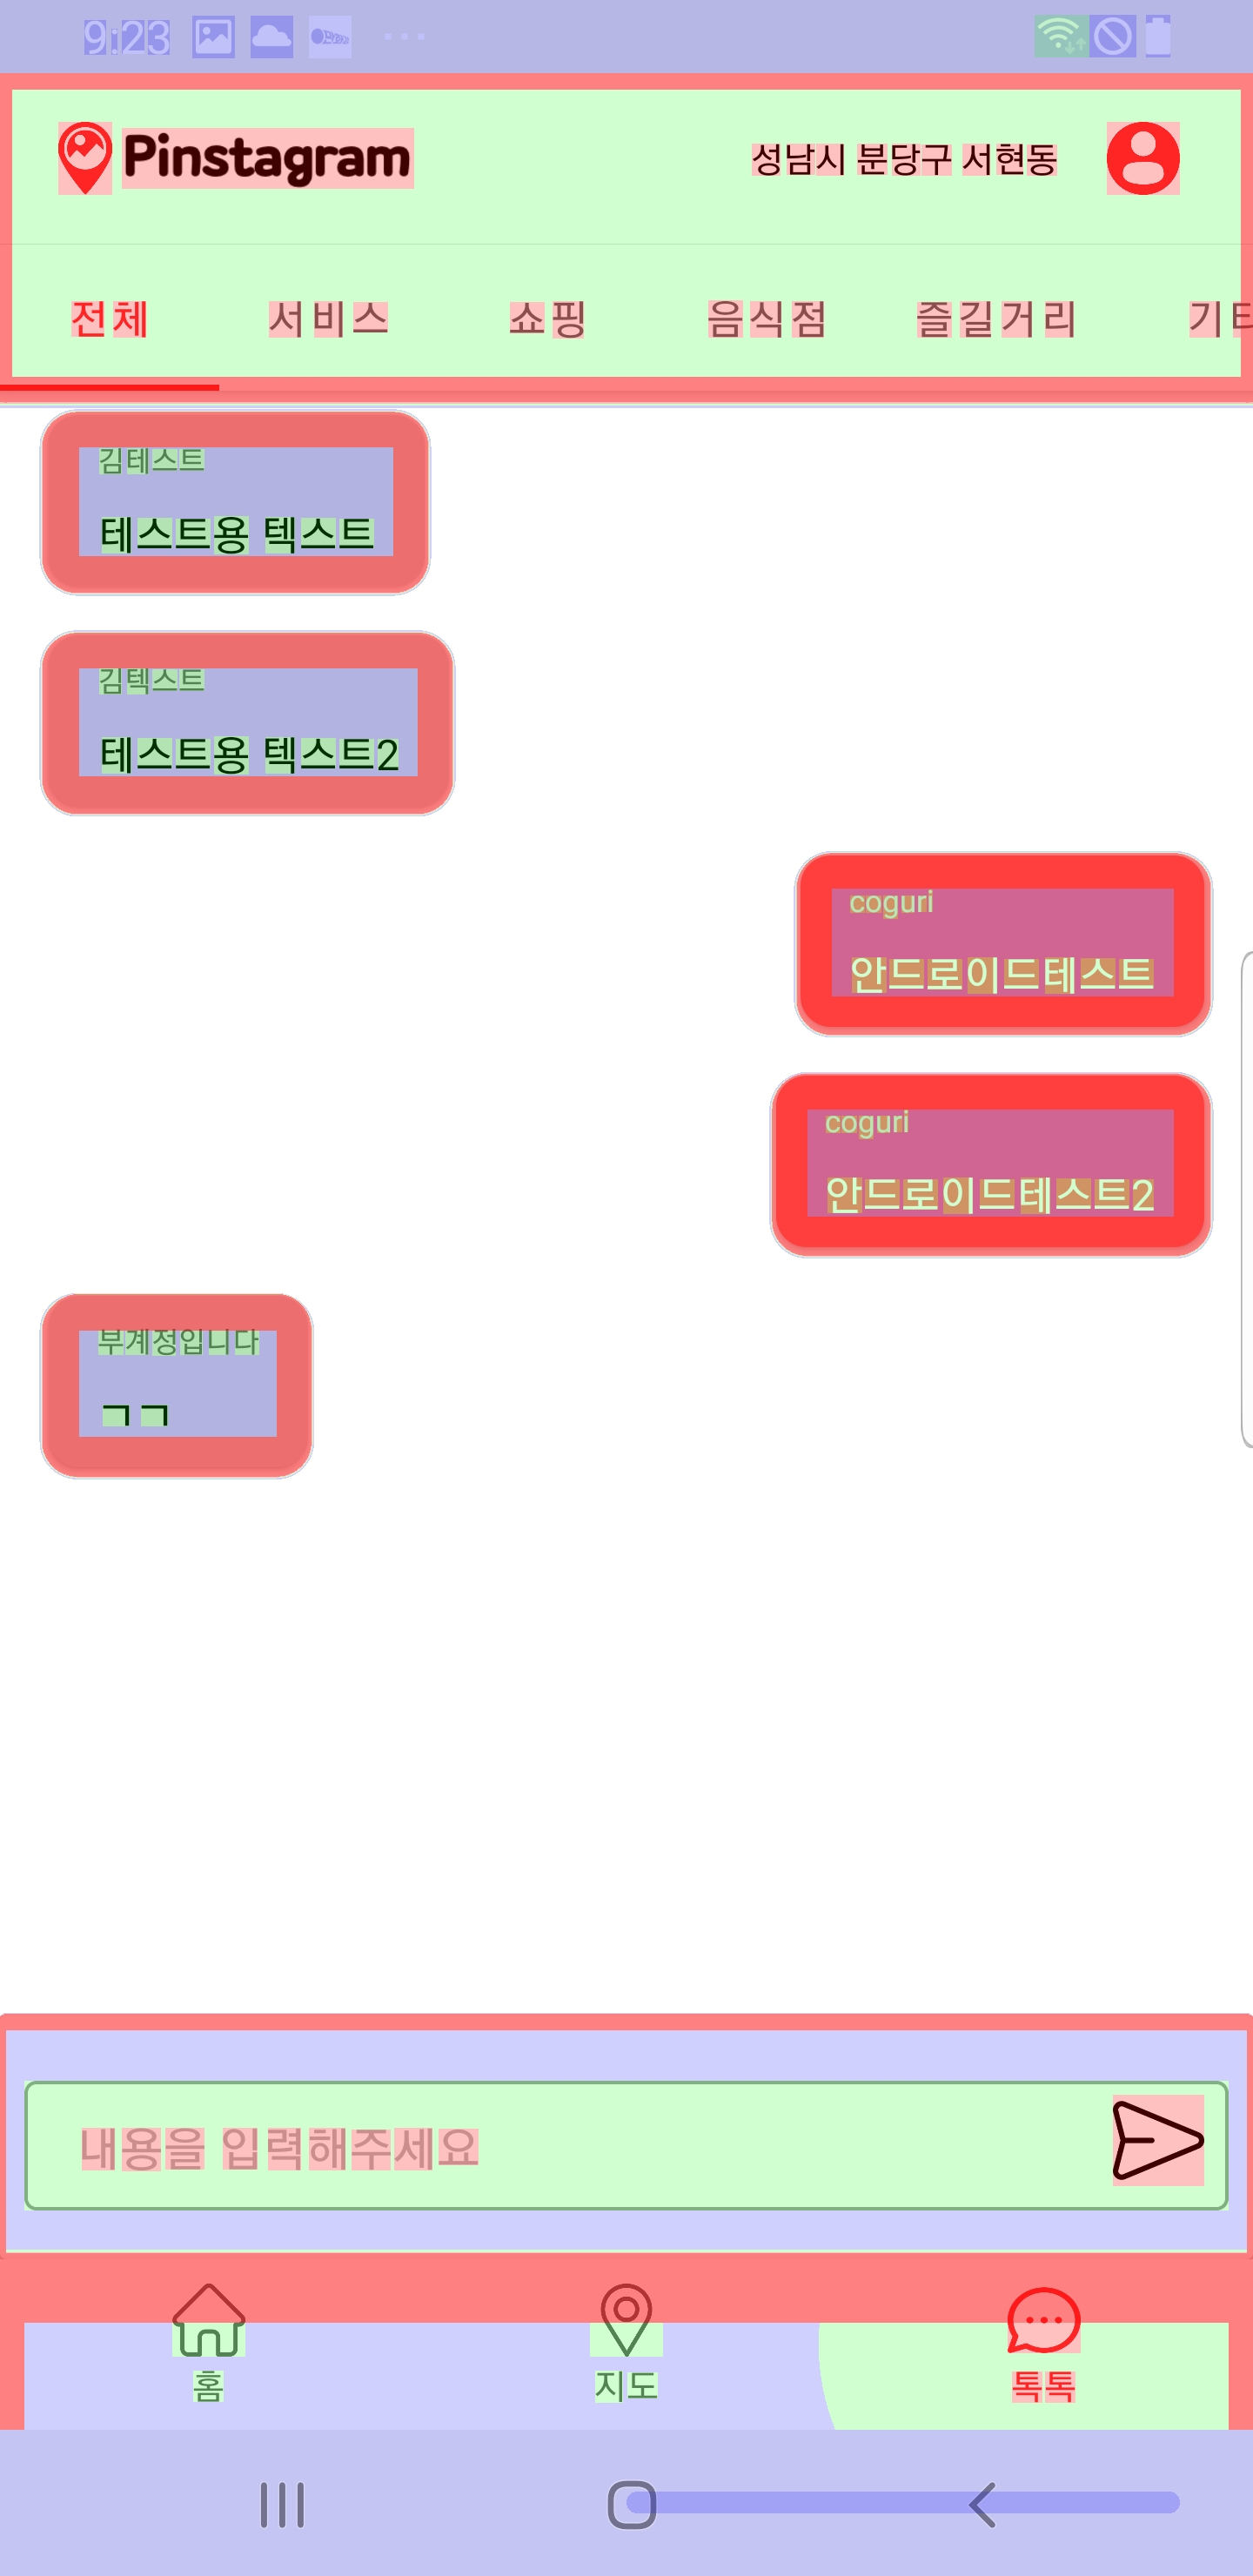 9:23
Pinstagram 성남시 분당구 서현동
전체 서비스 쇼핑 음식점 즐길거리
김테스트
테스트용 텍스트
김텍스트
테스트용 텍스트2
coguri
안드로이드테스트
coguri
안드로이드테스트2
부계정입니다
ㄱㄱ
내용을 입력해주세요
홈 지도 톡톡